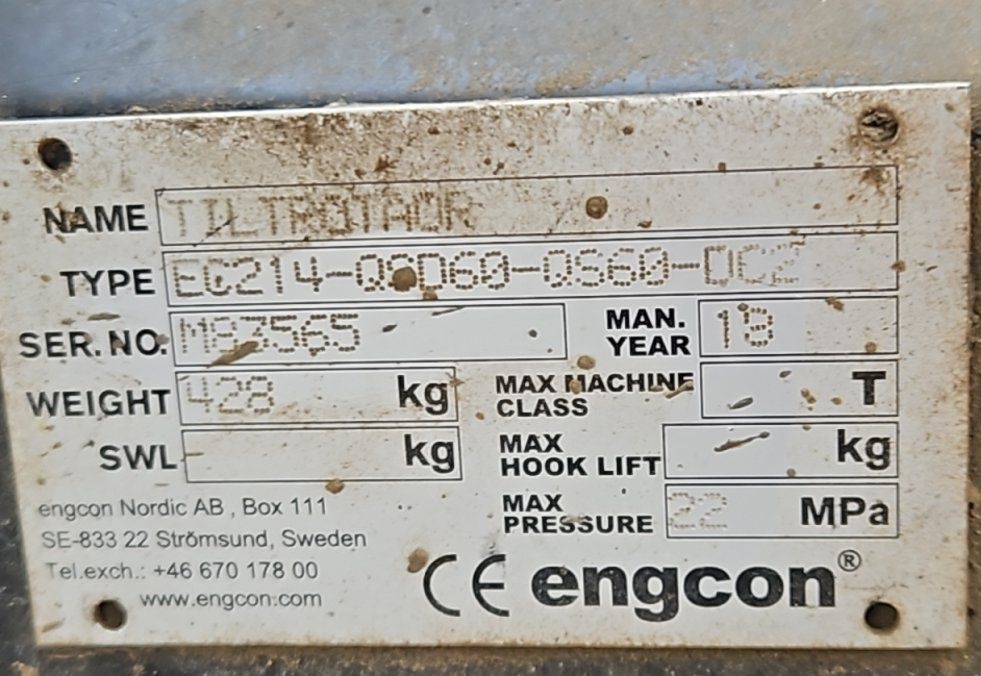 NAME TILTROTAOR
TYPE EC214-QSD60-QS60-DC2
SER. NO. M83565
MAN. YEAR 18
WEIGHT 428 kg
MAX MACHINE CLASS T
SWL kg
MAX HOOK LIFT kg
MAX PRESSURE 22 MPa
engcon Nordic AB , Box 111
SE-833 22 Strömsund, Sweden
Tel.exch.: +46 670 178 00
www.engcon.com
CE engcon®